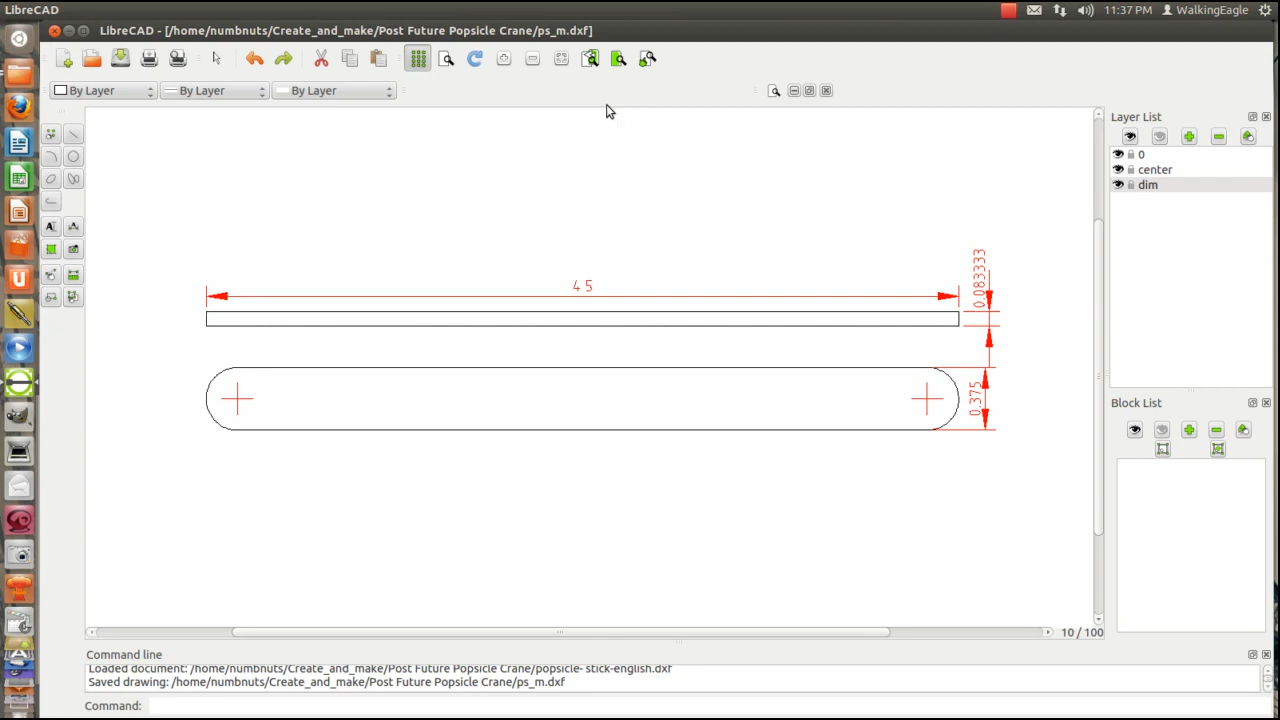 LibreCAD
11:37 PM
WalkingEagle
LibreCAD - [/home/numbnuts/Create_and_make/Post Future Popsicle Crane/ps_m.dxf]
By Layer
By Layer
By Layer
Layer List
0
center
dim
4 5
0.083333
0.375
Block List
10 / 100
Command line
Loaded document: /home/numbnuts/Create_and_make/Post Future Popsicle Crane/popsicle- stick-english.dxf
Saved drawing: /home/numbnuts/Create_and_make/Post Future Popsicle Crane/ps_m.dxf
Command: